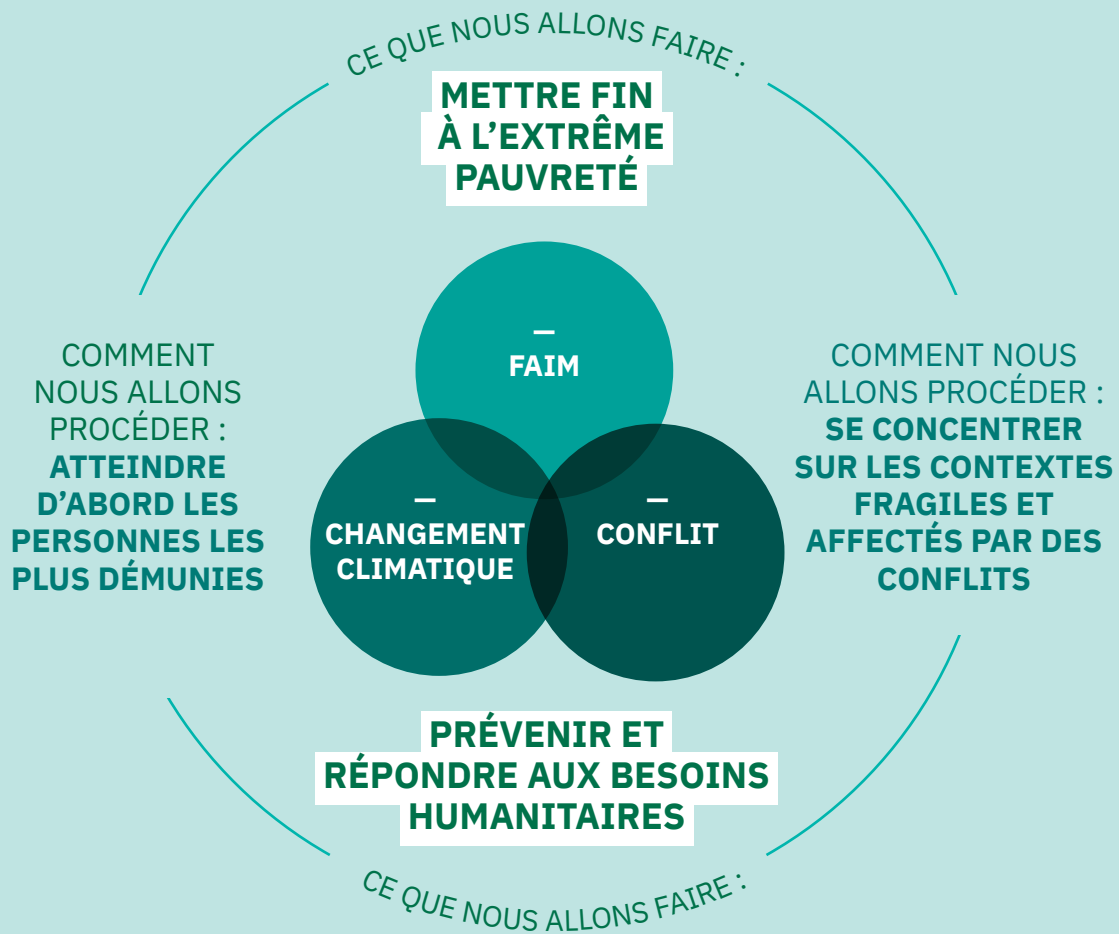 CE QUE NOUS ALLONS FAIRE :
METTRE FIN
À L’EXTRÊME
PAUVRETÉ
COMMENT
NOUS ALLONS
PROCÉDER :
ATTEINDRE
D’ABORD LES
PERSONNES LES
PLUS DÉMUNIES
FAIM
CHANGEMENT
CLIMATIQUE
CONFLIT
COMMENT NOUS
ALLONS PROCÉDER :
SE CONCENTRER
SUR LES CONTEXTES
FRAGILES ET
AFFECTÉS PAR DES
CONFLITS
PRÉVENIR ET
RÉPONDRE AUX BESOINS
HUMANITAIRES
CE QUE NOUS ALLONS FAIRE :